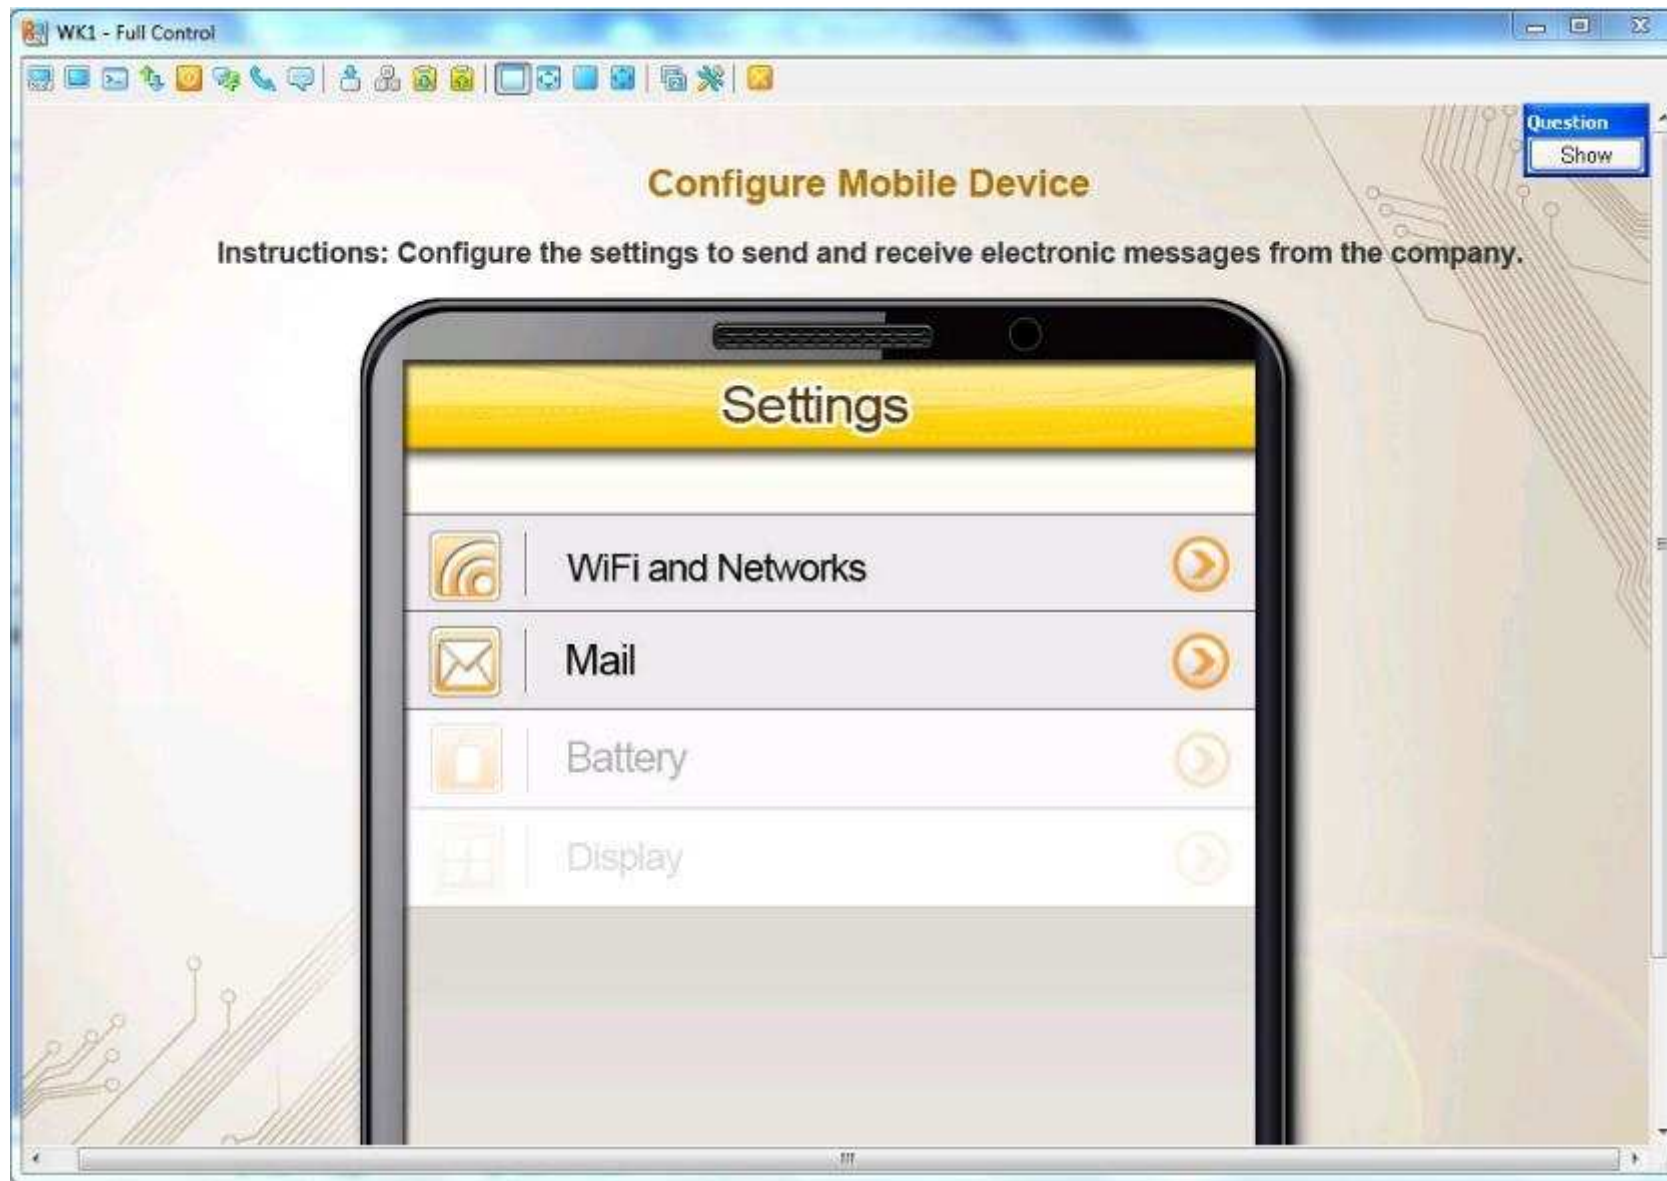 WK1 - Full Control
Question
Show
Configure Mobile Device
Instructions: Configure the settings to send and receive electronic messages from the company.
Settings
WiFi and Networks
Mail
Battery
Display